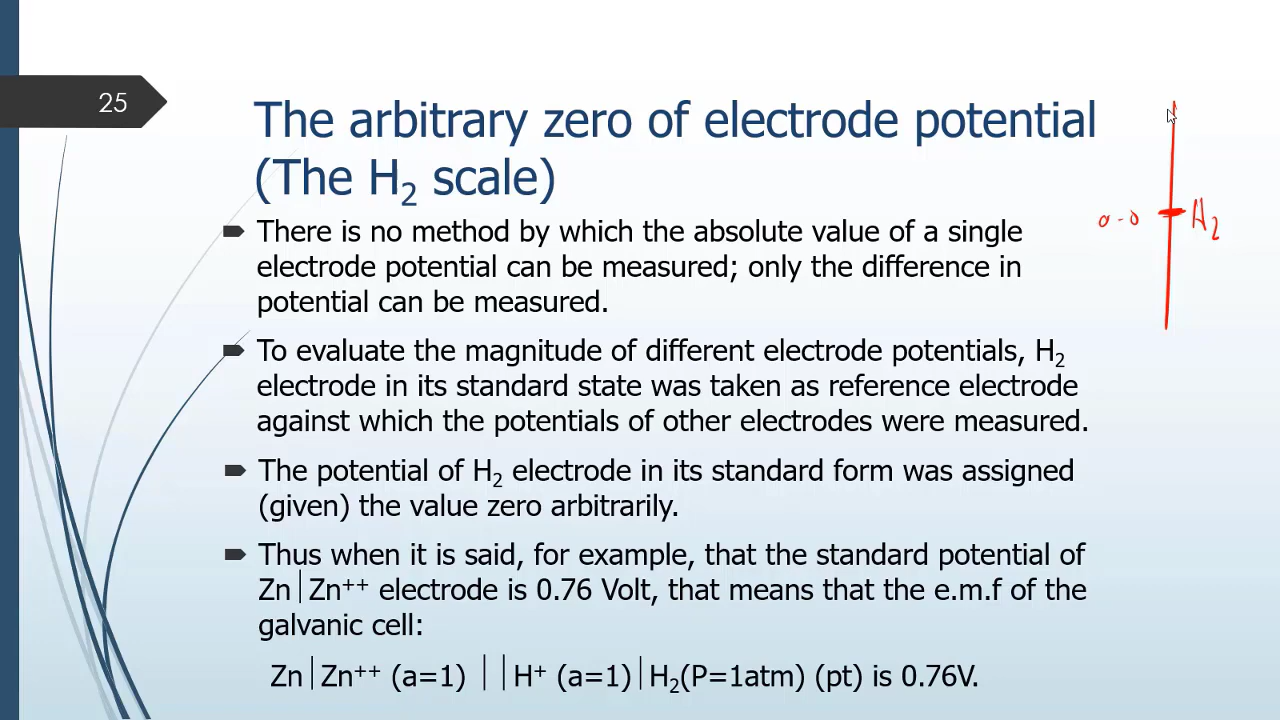 25
The arbitrary zero of electrode potential
(The H₂ scale)
There is no method by which the absolute value of a single
electrode potential can be measured; only the difference in
potential can be measured.
To evaluate the magnitude of different electrode potentials, H₂
electrode in its standard state was taken as reference electrode
against which the potentials of other electrodes were measured.
The potential of H₂ electrode in its standard form was assigned
(given) the value zero arbitrarily.
Thus when it is said, for example, that the standard potential of
Zn|Zn⁺⁺ electrode is 0.76 Volt, that means that the e.m.f of the
galvanic cell:
Zn|Zn⁺⁺ (a=1) ||H⁺ (a=1)|H₂(P=1atm) (pt) is 0.76V.
0.0 H₂